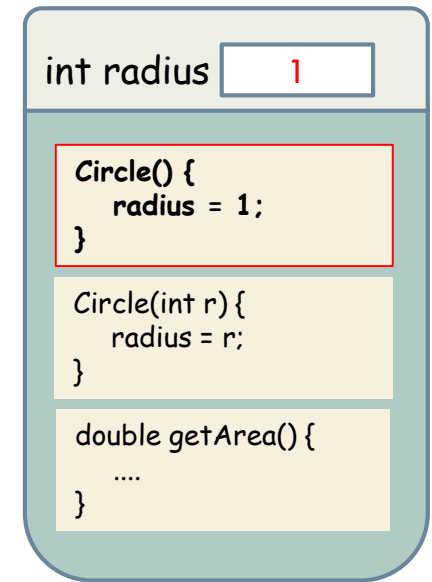 int radius 1
Circle() {
radius = 1;
}
Circle(int r) {
radius = r;
}
double getArea() {
....
}